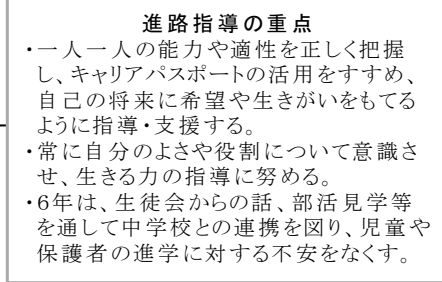 進路指導の重点
・一人一人の能力や適性を正しく把握
し、キャリアパスポートの活用をすすめ、
自己の将来に希望や生きがいをもてる
ように指導・支援する。
・常に自分のよさや役割について意識さ
せ、生きる力の指導に努める。
・6年は、生徒会からの話、部活見学等
を通して中学校との連携を図り、児童や
保護者の進学に対する不安をなくす。